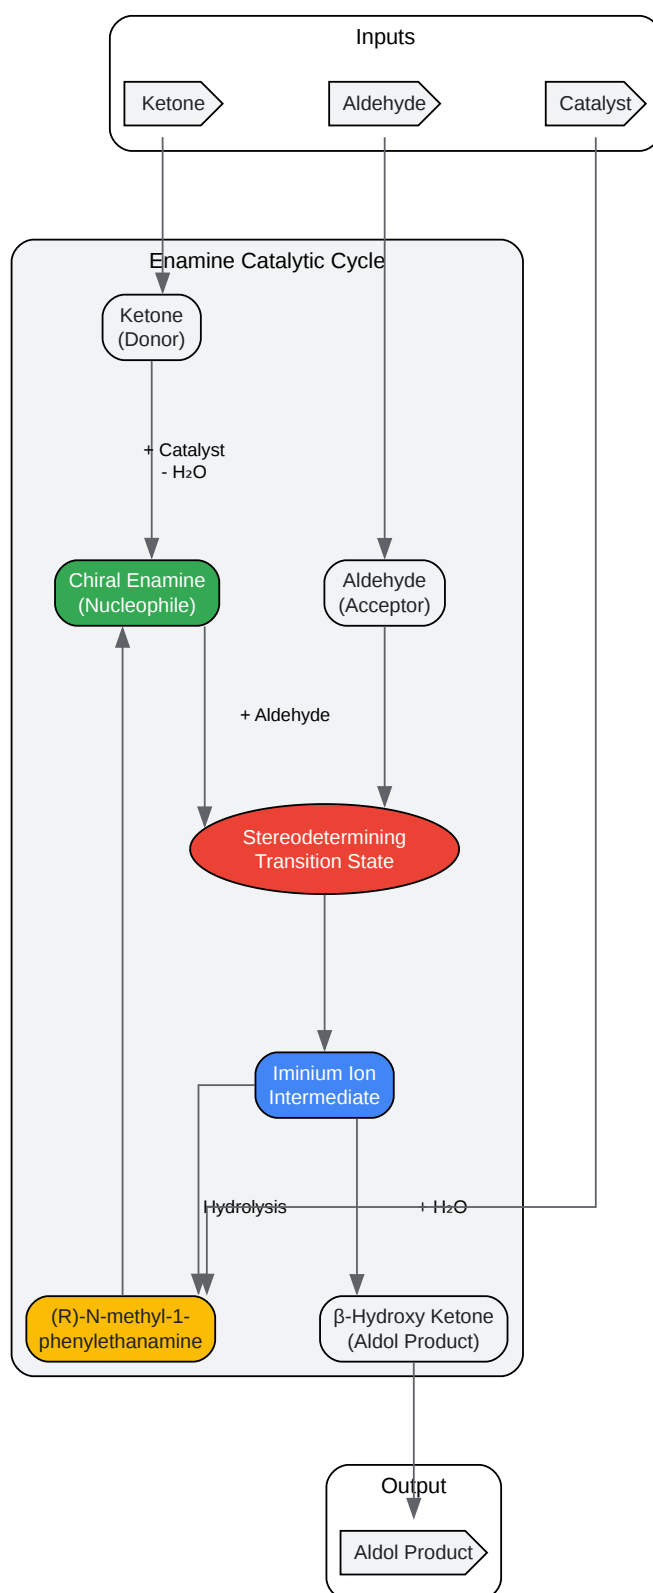 Inputs
Ketone
Aldehyde
Catalyst
Enamine Catalytic Cycle
Ketone
(Donor)
+ Catalyst
- H₂O
Chiral Enamine
(Nucleophile)
Aldehyde
(Acceptor)
+ Aldehyde
Stereodetermining
Transition State
Iminium Ion
Intermediate
Hydrolysis
+ H₂O
(R)-N-methyl-1-
phenylethanamine
β-Hydroxy Ketone
(Aldol Product)
Output
Aldol Product